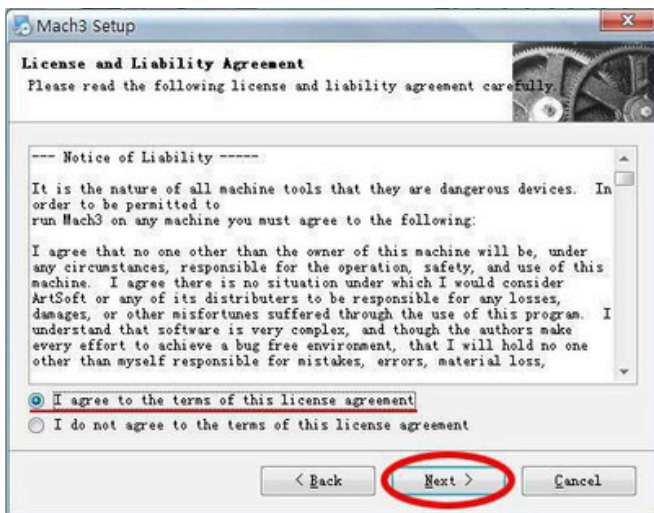 Mach3 Setup
License and Liability Agreement
Please read the following license and liability agreement carefully.
--- Notice of Liability -----
It is the nature of all machine tools that they are dangerous devices.  In
order to be permitted to
run Mach3 on any machine you must agree to the following:
I agree that no one other than the owner of this machine will be, under
any circumstances, responsible for the operation, safety, and use of this
machine.  I agree there is no situation under which I would consider
ArtSoft or any of its distributers to be responsible for any losses,
damages, or other misfortunes suffered through the use of this program.  I
understand that software is very complex, and though the authors make
every effort to achieve a bug free environment, that I will hold no one
other than myself responsible for mistakes, errors, material loss,
I agree to the terms of this license agreement
I do not agree to the terms of this license agreement
< Back
Next >
Cancel